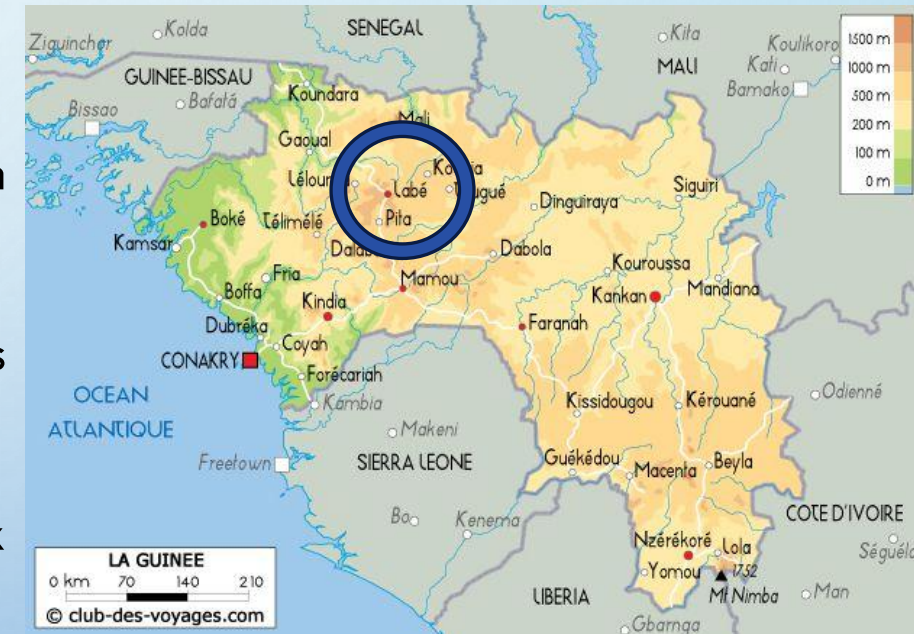 SENEGAL
Kolda
Ziguinchor
Kita
Koulikoro
Kati
MALI
Bamako
1500 m
1000 m
500 m
200 m
100 m
0 m
GUINEE-BISSAU
Bafatá
Bissao
Koundara
Mali
Gaoual
Labé
Pita
Siguiri
Dinguiraya
Boké
Télimélé
Kamsar
Dabola
Kouroussa
Fria
Mamou
Boffa
Kankan
Mandiana
Kindia
Dubréka
Faranah
Coyah
CONAKRY
Forécariah
OCEAN
ATLANTIQUE
Kambia
Kissidougou
Kérouané
Odienné
Makeni
Freetown
SIERRA LEONE
Guékédou
Macenta
Beyla
Bo
Kenema
COTE D'IVOIRE
Nzérékoré
Lola
Séguéla
Yomou
1752
Mt Nimba
Man
LIBERIA
Gbarnga
LA GUINEE
0 km 70 140 210
© club-des-voyages.com